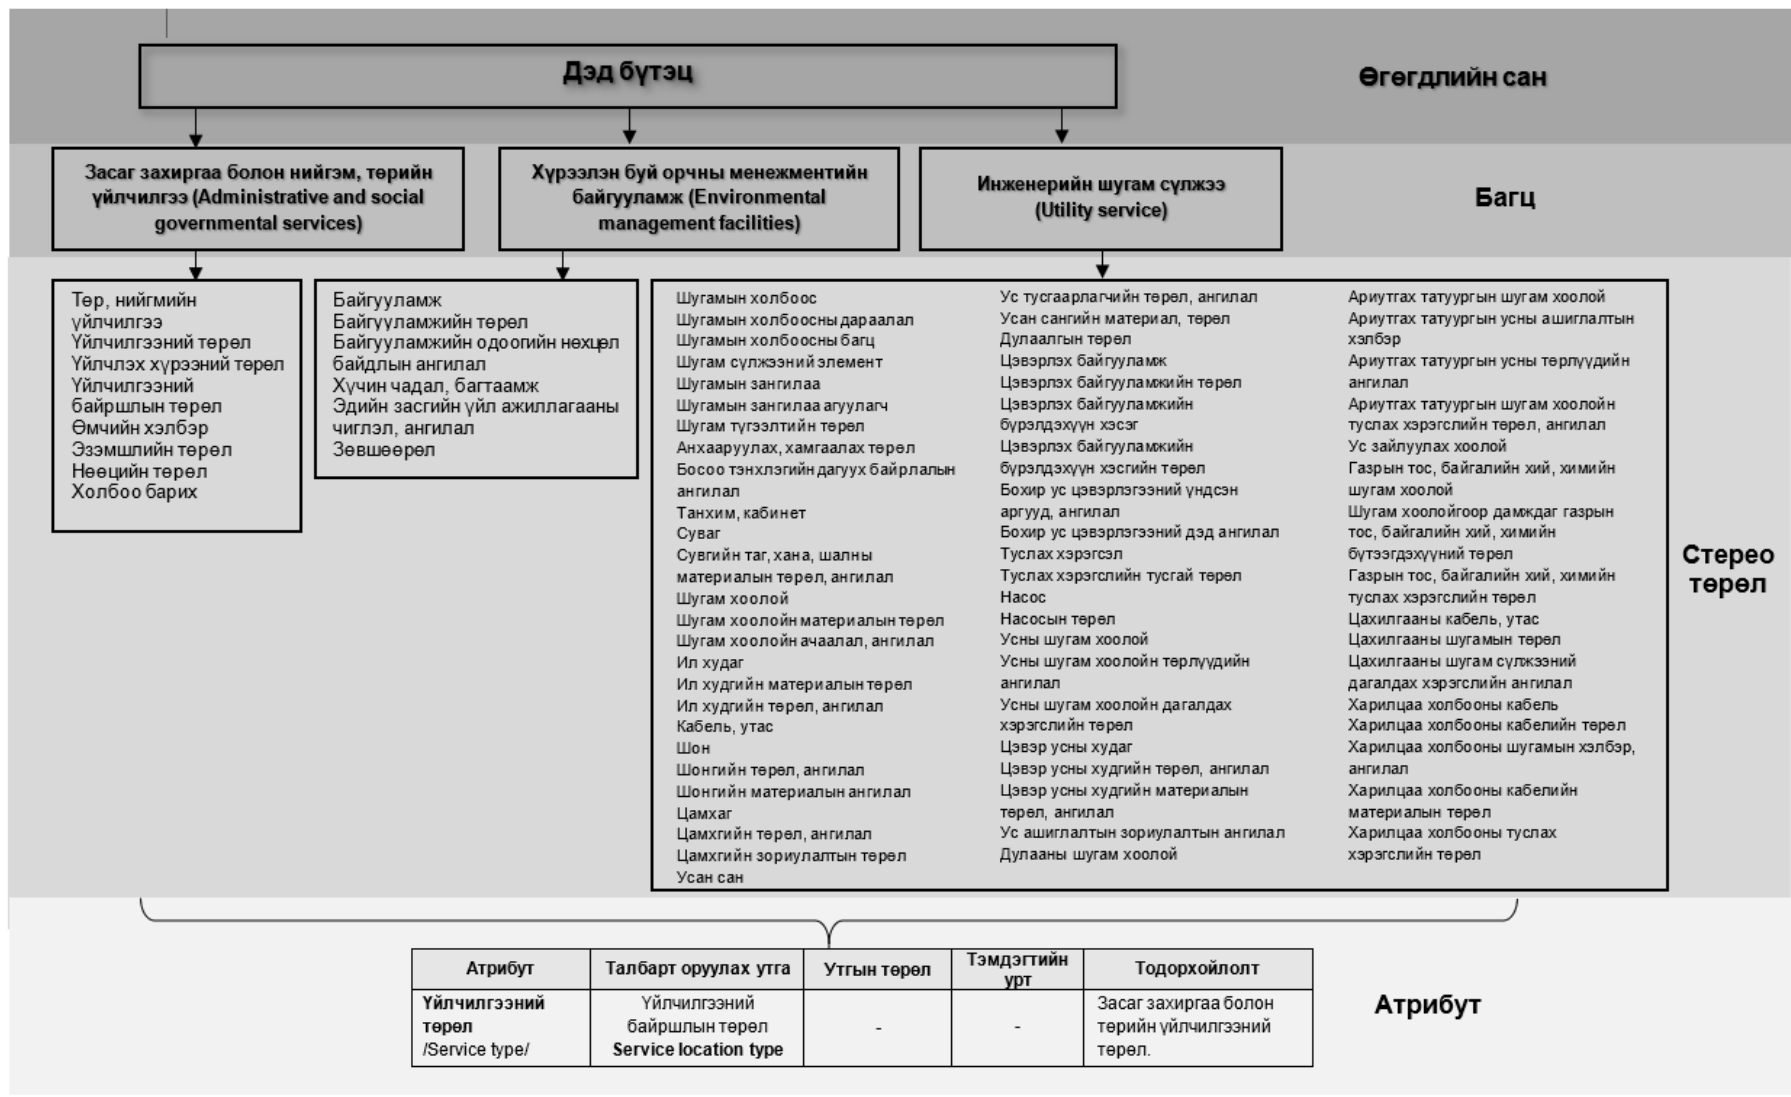 Дэд бүтэц
Өгөгдлийн сан
Засаг захиргаа болон нийгэм, төрийн
үйлчилгээ (Administrative and social
governmental services)
Хүрээлэн буй орчны менежментийн
байгууламж (Environmental
management facilities)
Инженерийн шугам сүлжээ
(Utility service)
Багц
Төр, нийгмийн
үйлчилгээ
Үйлчилгээний төрөл
Үйлчлэх хүрээний төрөл
Үйлчилгээний
байршлын төрөл
Өмчийн хэлбэр
Эзэмшлийн төрөл
Нөөцийн төрөл
Холбоо барих
Байгууламж
Байгууламжийн төрөл
Байгууламжийн одоогийн нөхцөл
байдлын ангилал
Хүчин чадал, багтаамж
Эдийн засгийн үйл ажиллагааны
чиглэл, ангилал
Зөвшөөрөл
Шугамын холбоос
Шугамын холбоосны дараалал
Шугамын холбоосны багц
Шугам сүлжээний элемент
Шугамын зангилаа
Шугамын зангилаа агуулагч
Шугам түгээлтийн төрөл
Анхааруулах, хамгаалах төрөл
Босоо тэнхлэгийн дагуух байрлалын
ангилал
Танхим, кабинет
Суваг
Сувгийн таг, хана, шалны
материалын төрөл, ангилал
Шугам хоолой
Шугам хоолойн материалын төрөл
Шугам хоолойн ачаалал, ангилал
Ил худаг
Ил худгийн материалын төрөл
Ил худгийн төрөл, ангилал
Кабель, утас
Шон
Шонгийн төрөл, ангилал
Шонгийн материалын ангилал
Цамхаг
Цамхгийн төрөл, ангилал
Цамхгийн зориулалтын төрөл
Усан сан
Ус тусгаарлагчийн төрөл, ангилал
Усан сангийн материал, төрөл
Дулаалгын төрөл
Цэвэрлэх байгууламж
Цэвэрлэх байгууламжийн төрөл
Цэвэрлэх байгууламжийн
бүрэлдэхүүн хэсэг
Цэвэрлэх байгууламжийн
бүрэлдэхүүн хэсгийн төрөл
Бохир ус цэвэрлэгээний үндсэн
аргууд, ангилал
Бохир ус цэвэрлэгээний дэд ангилал
Туслах хэрэгсэл
Туслах хэрэгслийн тусгай төрөл
Насос
Насосын төрөл
Усны шугам хоолой
Усны шугам хоолойн төрлүүдийн
ангилал
Усны шугам хоолойн дагалдах
хэрэгслийн төрөл
Цэвэр усны худаг
Цэвэр усны худгийн төрөл, ангилал
Цэвэр усны худгийн материалын
төрөл, ангилал
Ус ашиглалтын зориулалтын ангилал
Дулааны шугам хоолой
Ариутгах татуургын шугам хоолой
Ариутгах татуургын усны ашиглалтын
хэлбэр
Ариутгах татуургын усны төрлүүдийн
ангилал
Ариутгах татуургын шугам хоолойн
туслах хэрэгслийн төрөл, ангилал
Ус зайлуулах хоолой
Газрын тос, байгалийн хий, химийн
шугам хоолой
Шугам хоолойгоор дамждаг газрын
тос, байгалийн хий, химийн
бүтээгдэхүүний төрөл
Газрын тос, байгалийн хий, химийн
туслах хэрэгслийн төрөл
Цахилгааны кабель, утас
Цахилгааны шугамын төрөл
Цахилгааны шугам сүлжээний
дагалдах хэрэгслийн ангилал
Харилцаа холбооны кабель
Харилцаа холбооны кабелийн төрөл
Харилцаа холбооны шугамын хэлбэр,
ангилал
Харилцаа холбооны кабелийн
материалын төрөл
Харилцаа холбооны туслах
хэрэгслийн төрөл
Стерео
төрөл
Атрибут
Талбарт оруулах утга
Утгын төрөл
Тэмдэгтийн
урт
Тодорхойлолт
Үйлчилгээний
төрөл
/Service type/
Үйлчилгээний
байршлын төрөл
Service location type
-
-
Засаг захиргаа болон
төрийн үйлчилгээний
төрөл.
Атрибут